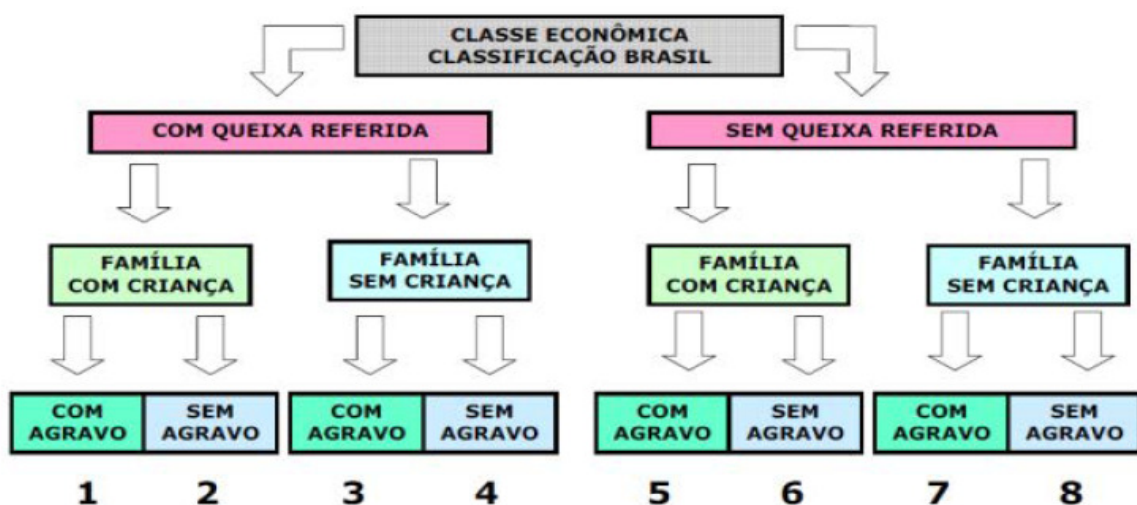 CLASSE ECONÔMICA
CLASSIFICAÇÃO BRASIL
COM QUEIXA REFERIDA
SEM QUEIXA REFERIDA
FAMÍLIA
COM CRIANÇA
FAMÍLIA
SEM CRIANÇA
FAMÍLIA
COM CRIANÇA
FAMÍLIA
SEM CRIANÇA
COM
AGRAVO
SEM
AGRAVO
COM
AGRAVO
SEM
AGRAVO
COM
AGRAVO
SEM
AGRAVO
COM
AGRAVO
SEM
AGRAVO
1 2 3 4 5 6 7 8